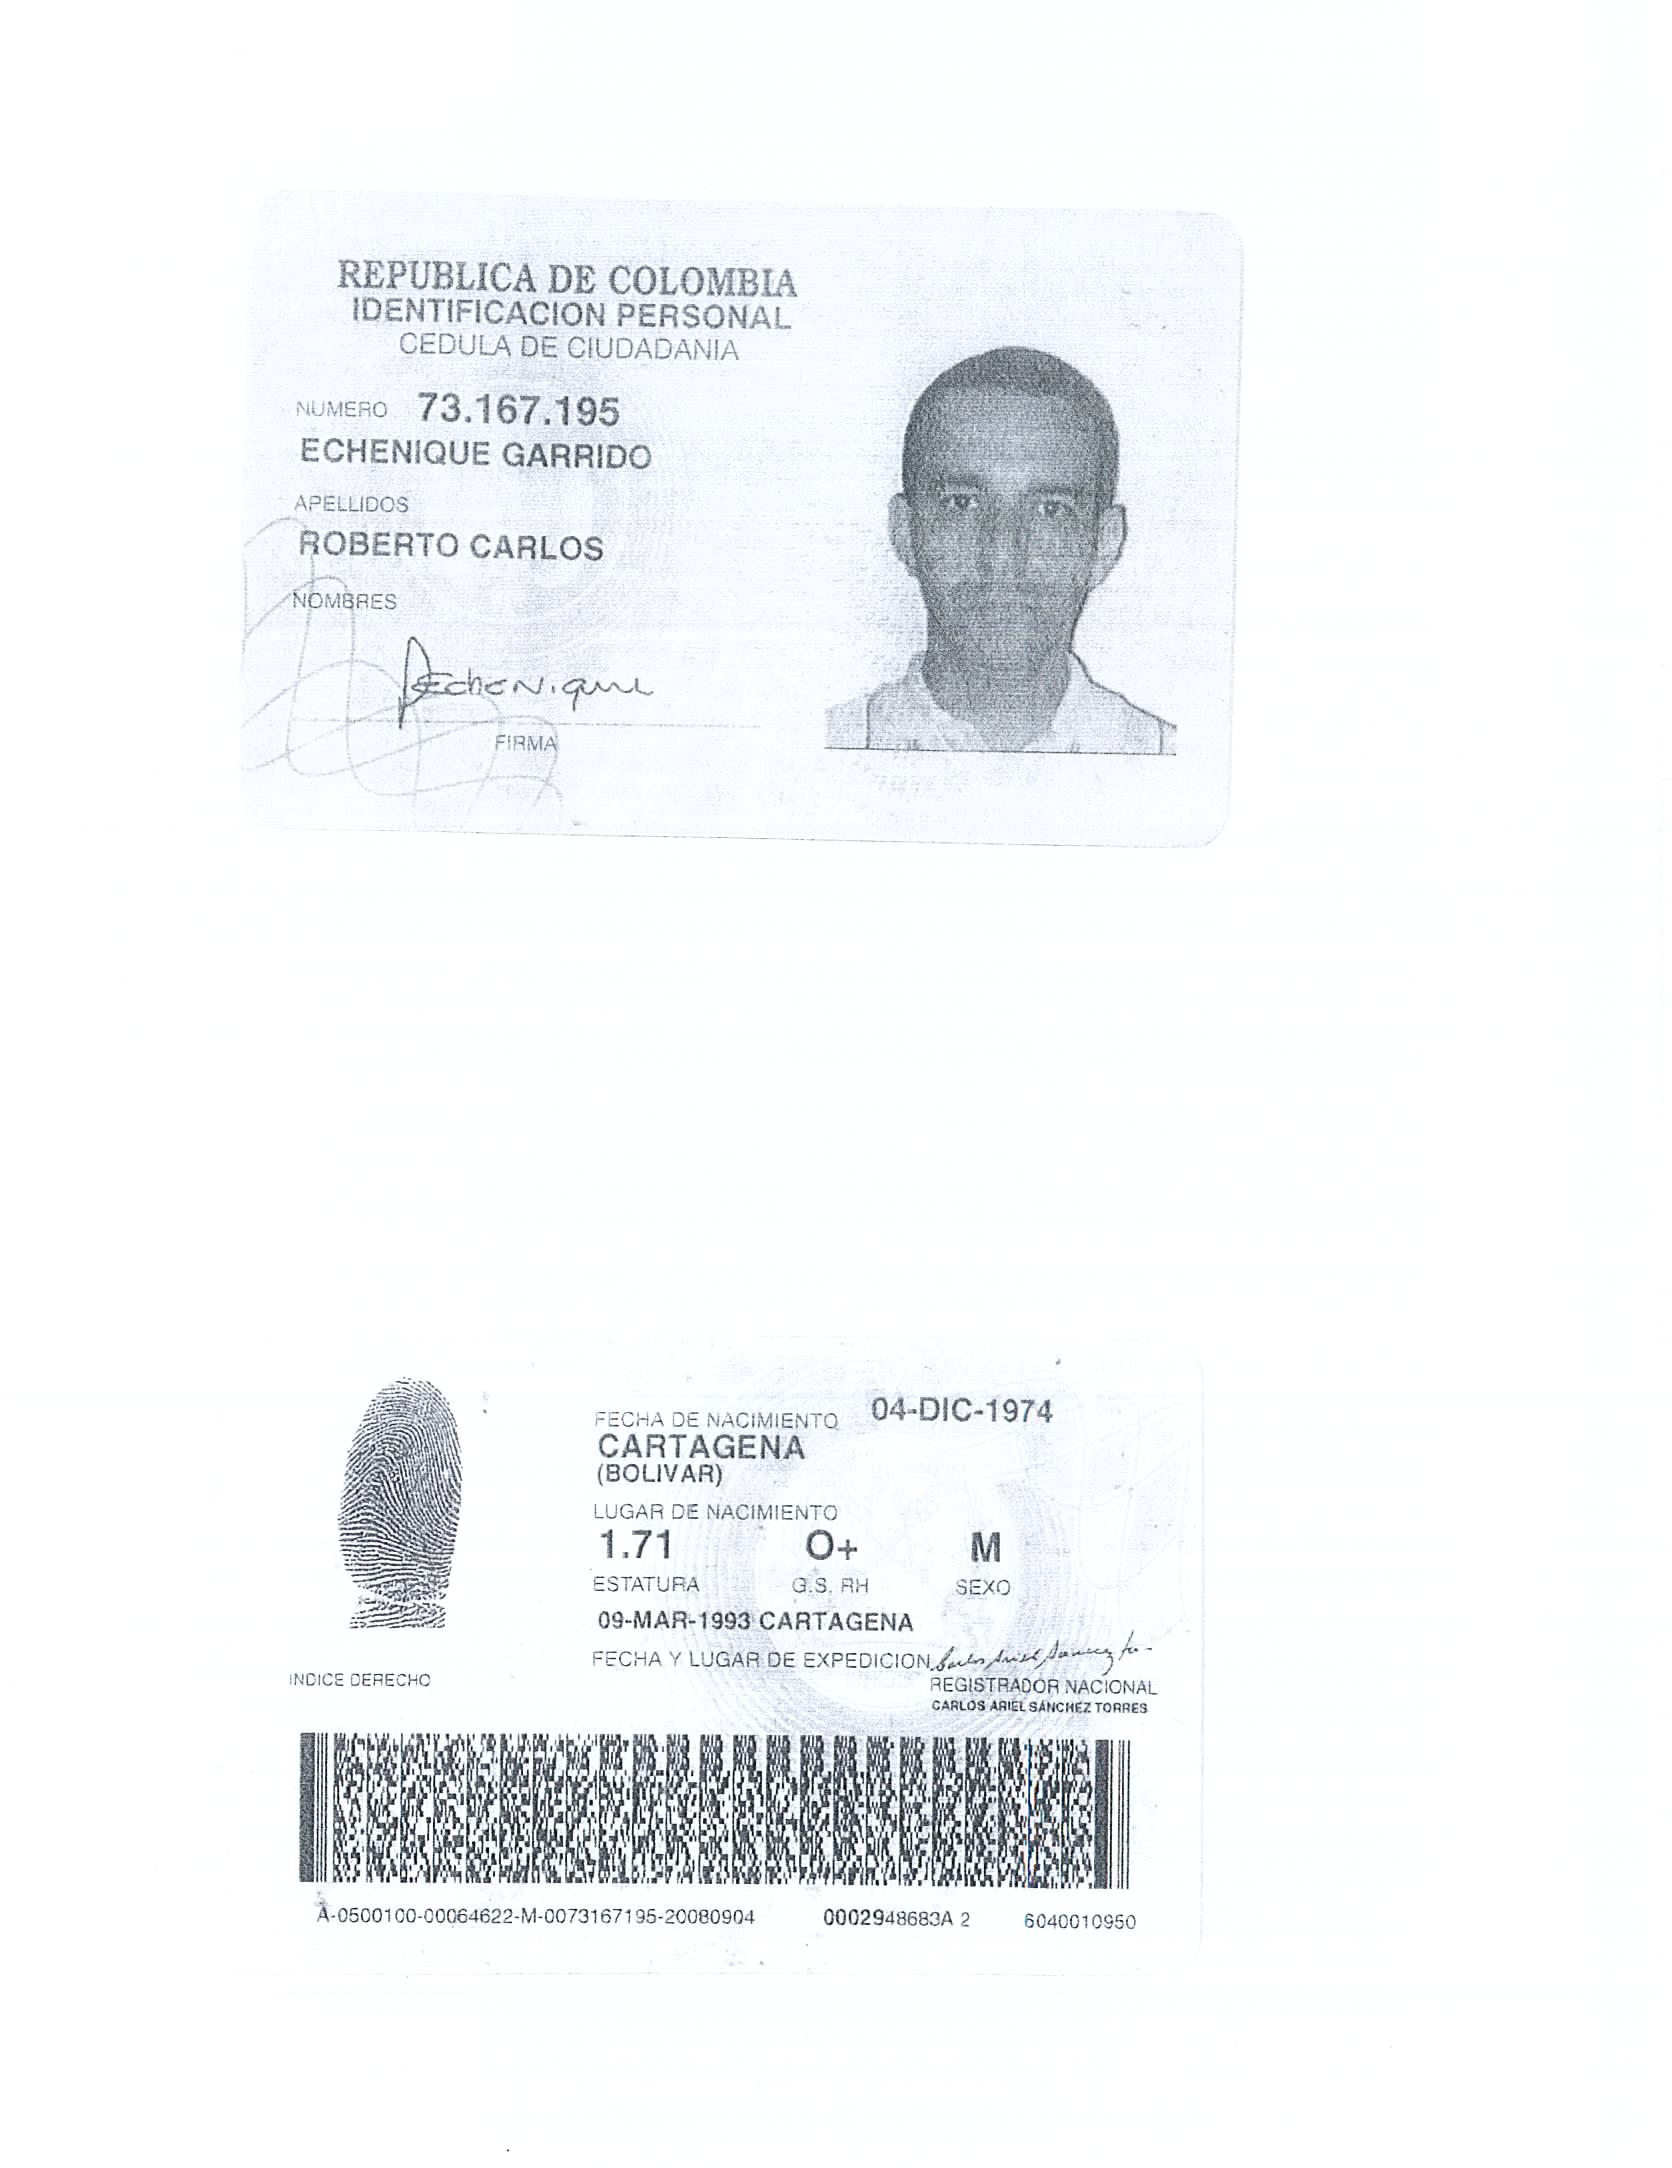 REPUBLICA DE COLOMBIA
IDENTIFICACION PERSONAL
CEDULA DE CIUDADANIA
NUMERO 73.167.195
ECHENIQUE GARRIDO
APELLIDOS
ROBERTO CARLOS
NOMBRES
Echenique
FIRMA
FECHA DE NACIMIENTO 04-DIC-1974
CARTAGENA
(BOLIVAR)
LUGAR DE NACIMIENTO
1.71 O+ M
ESTATURA G.S. RH SEXO
09-MAR-1993 CARTAGENA
FECHA Y LUGAR DE EXPEDICION
INDICE DERECHO
REGISTRADOR NACIONAL
CARLOS ARIEL SÁNCHEZ TORRES
A-0500100-00064622-M-0073167195-20080904 0002948683A 2 6040010950